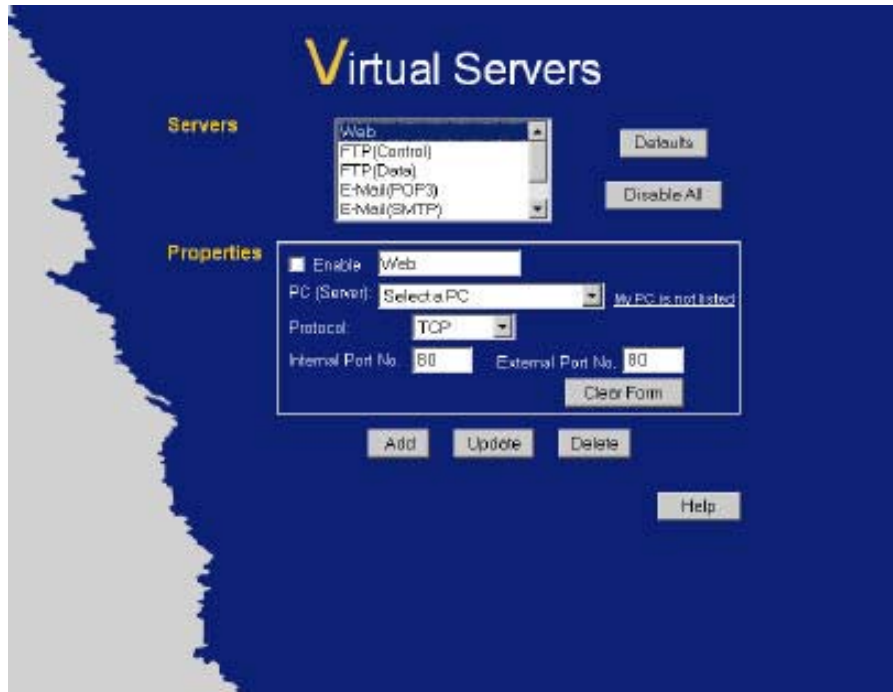 Virtual Servers
Servers
Web
FTP(Control)
FTP(Data)
E-Mail(POP3)
E-Mail(SMTP)
Defaults
Disable All
Properties
Enable Web
PC (Server): Select a PC My PC is not listed
Protocol: TCP
Internal Port No. 80 External Port No. 80
Clear Form
Add Update Delete
Help